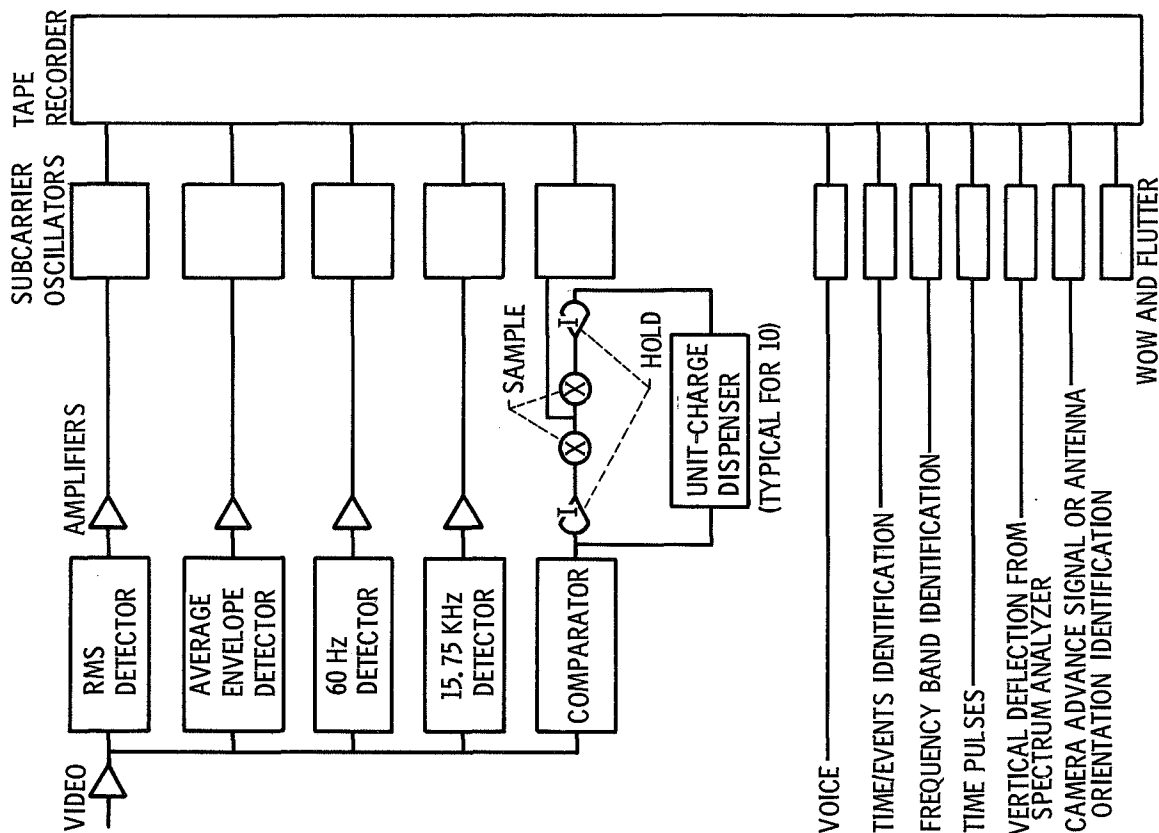 VIDEO
RMS
DETECTOR
AVERAGE
ENVELOPE
DETECTOR
60 Hz
DETECTOR
15.75 KHz
DETECTOR
COMPARATOR
AMPLIFIERS
I
X
X
I
SAMPLE
HOLD
UNIT-CHARGE
DISPENSER
(TYPICAL FOR 10)
SUBCARRIER
OSCILLATORS
TAPE
RECORDER
VOICE
TIME/EVENTS IDENTIFICATION
FREQUENCY BAND IDENTIFICATION
TIME PULSES
VERTICAL DEFLECTION FROM
SPECTRUM ANALYZER
CAMERA ADVANCE SIGNAL OR ANTENNA
ORIENTATION IDENTIFICATION
WOW AND FLUTTER